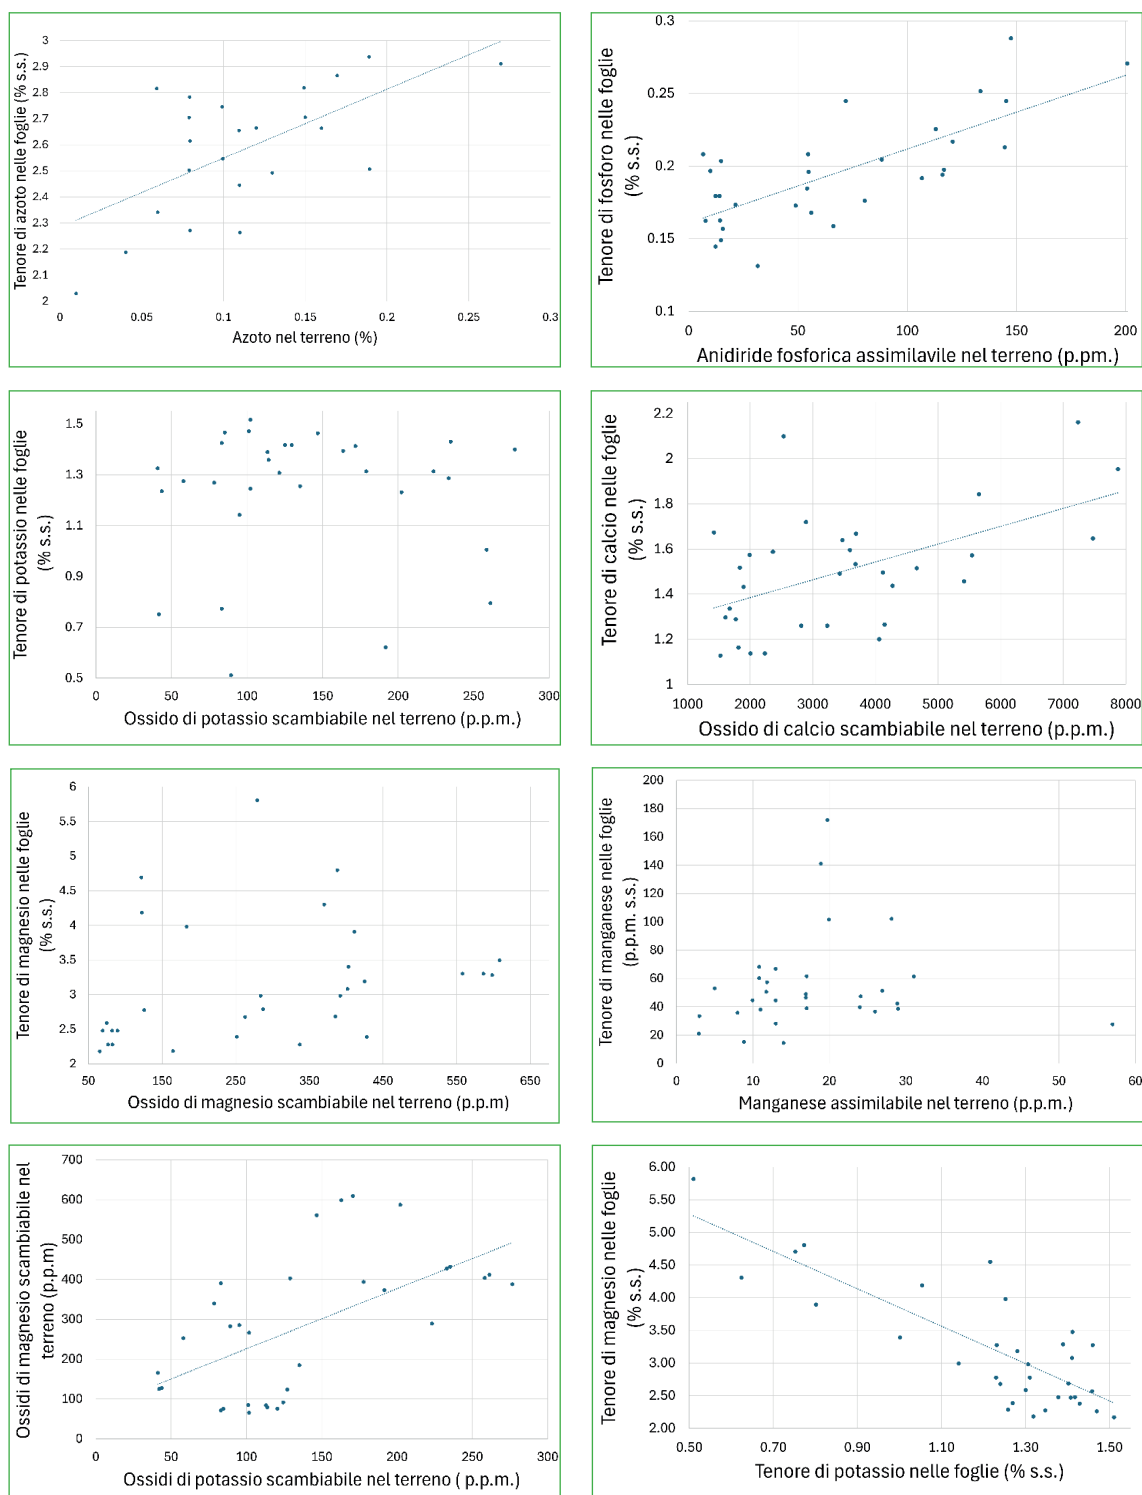 Tenore di azoto nelle foglie (% s.s.)
3
2.9
2.8
2.7
2.6
2.5
2.4
2.3
2.2
2.1
2
0 0.05 0.1 0.15 0.2 0.25 0.3
Azoto nel terreno (%)
Tenore di fosforo nelle foglie
(% s.s.)
0.3
0.25
0.2
0.15
0.1
0 50 100 150 200
Anidiride fosforica assimilavile nel terreno (p.pm.)
Tenore di potassio nelle foglie
(% s.s.)
1.5
1.3
1.1
0.9
0.7
0.5
0 50 100 150 200 250 300
Ossido di potassio scambiabile nel terreno (p.p.m.)
Tenore di calcio nelle foglie
(% s.s.)
2.2
2
1.8
1.6
1.4
1.2
1
1000 2000 3000 4000 5000 6000 7000 8000
Ossido di calcio scambiabile nel terreno (p.p.m.)
Tenore di magnesio nelle foglie
(% s.s.)
6
5.5
5
4.5
4
3.5
3
2.5
2
50 150 250 350 450 550 650
Ossido di magnesio scambiabile nel terreno (p.p.m)
Tenore di manganese nelle foglie
(p.p.m. s.s.)
200
180
160
140
120
100
80
60
40
20
0
0 10 20 30 40 50 60
Manganese assimilabile nel terreno (p.p.m.)
Ossidi di magnesio scambiabile nel
terreno (p.p.m)
700
600
500
400
300
200
100
0
0 50 100 150 200 250 300
Ossidi di potassio scambiabile nel terreno ( p.p.m.)
Tenore di magnesio nelle foglie
(% s.s.)
6.00
5.50
5.00
4.50
4.00
3.50
3.00
2.50
2.00
0.50 0.70 0.90 1.10 1.30 1.50
Tenore di potassio nelle foglie (% s.s.)